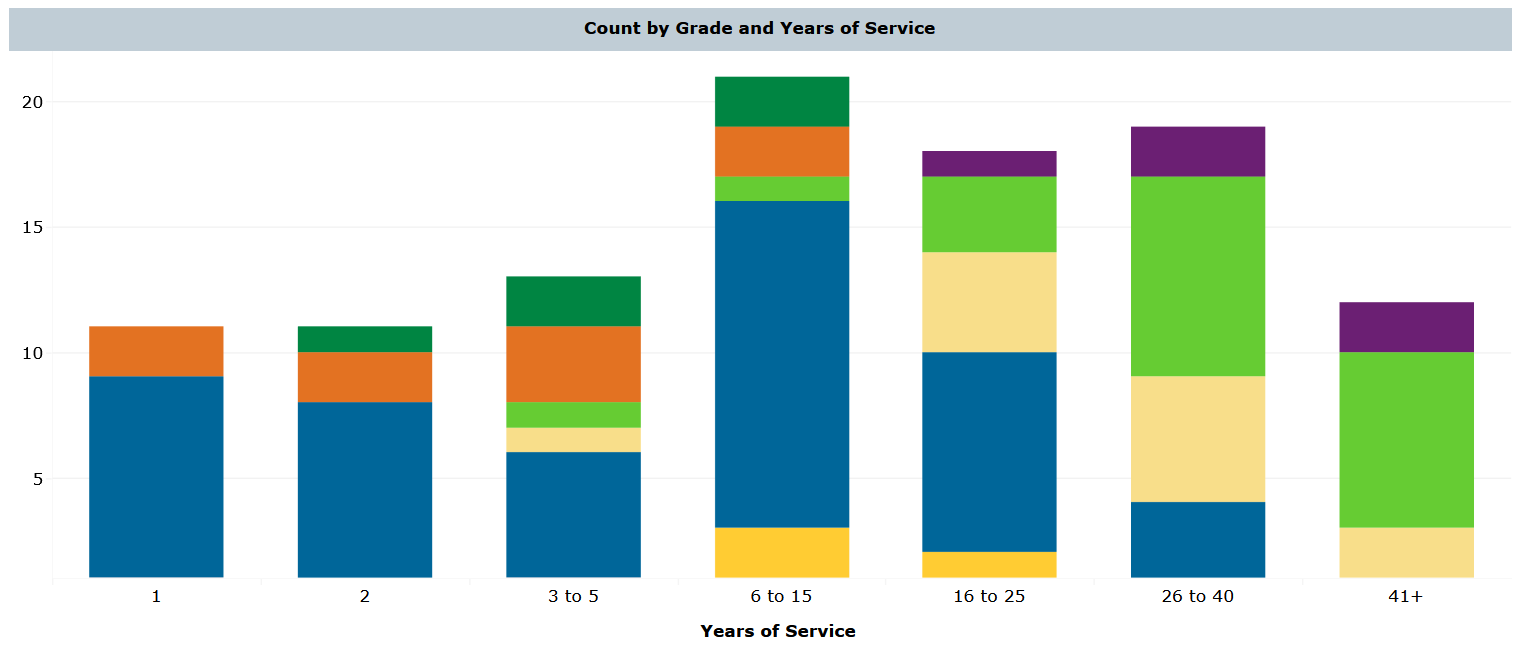 Count by Grade and Years of Service
20
15
10
5
1 2 3 to 5 6 to 15 16 to 25 26 to 40 41+
Years of Service